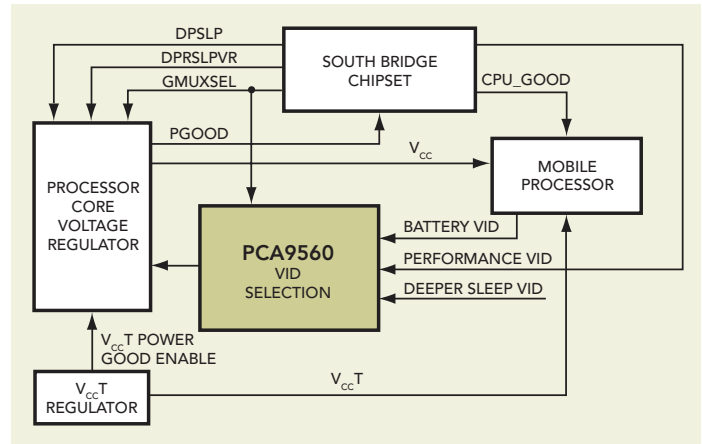 DPSLP
DPRSLPVR
GMUXSEL
SOUTH BRIDGE
CHIPSET
CPU_GOOD
PGOOD
VCC
MOBILE
PROCESSOR
PROCESSOR
CORE
VOLTAGE
REGULATOR
PCA9560
VID
SELECTION
BATTERY VID
PERFORMANCE VID
DEEPER SLEEP VID
VCCT POWER
GOOD ENABLE
VCCT
REGULATOR
VCCT